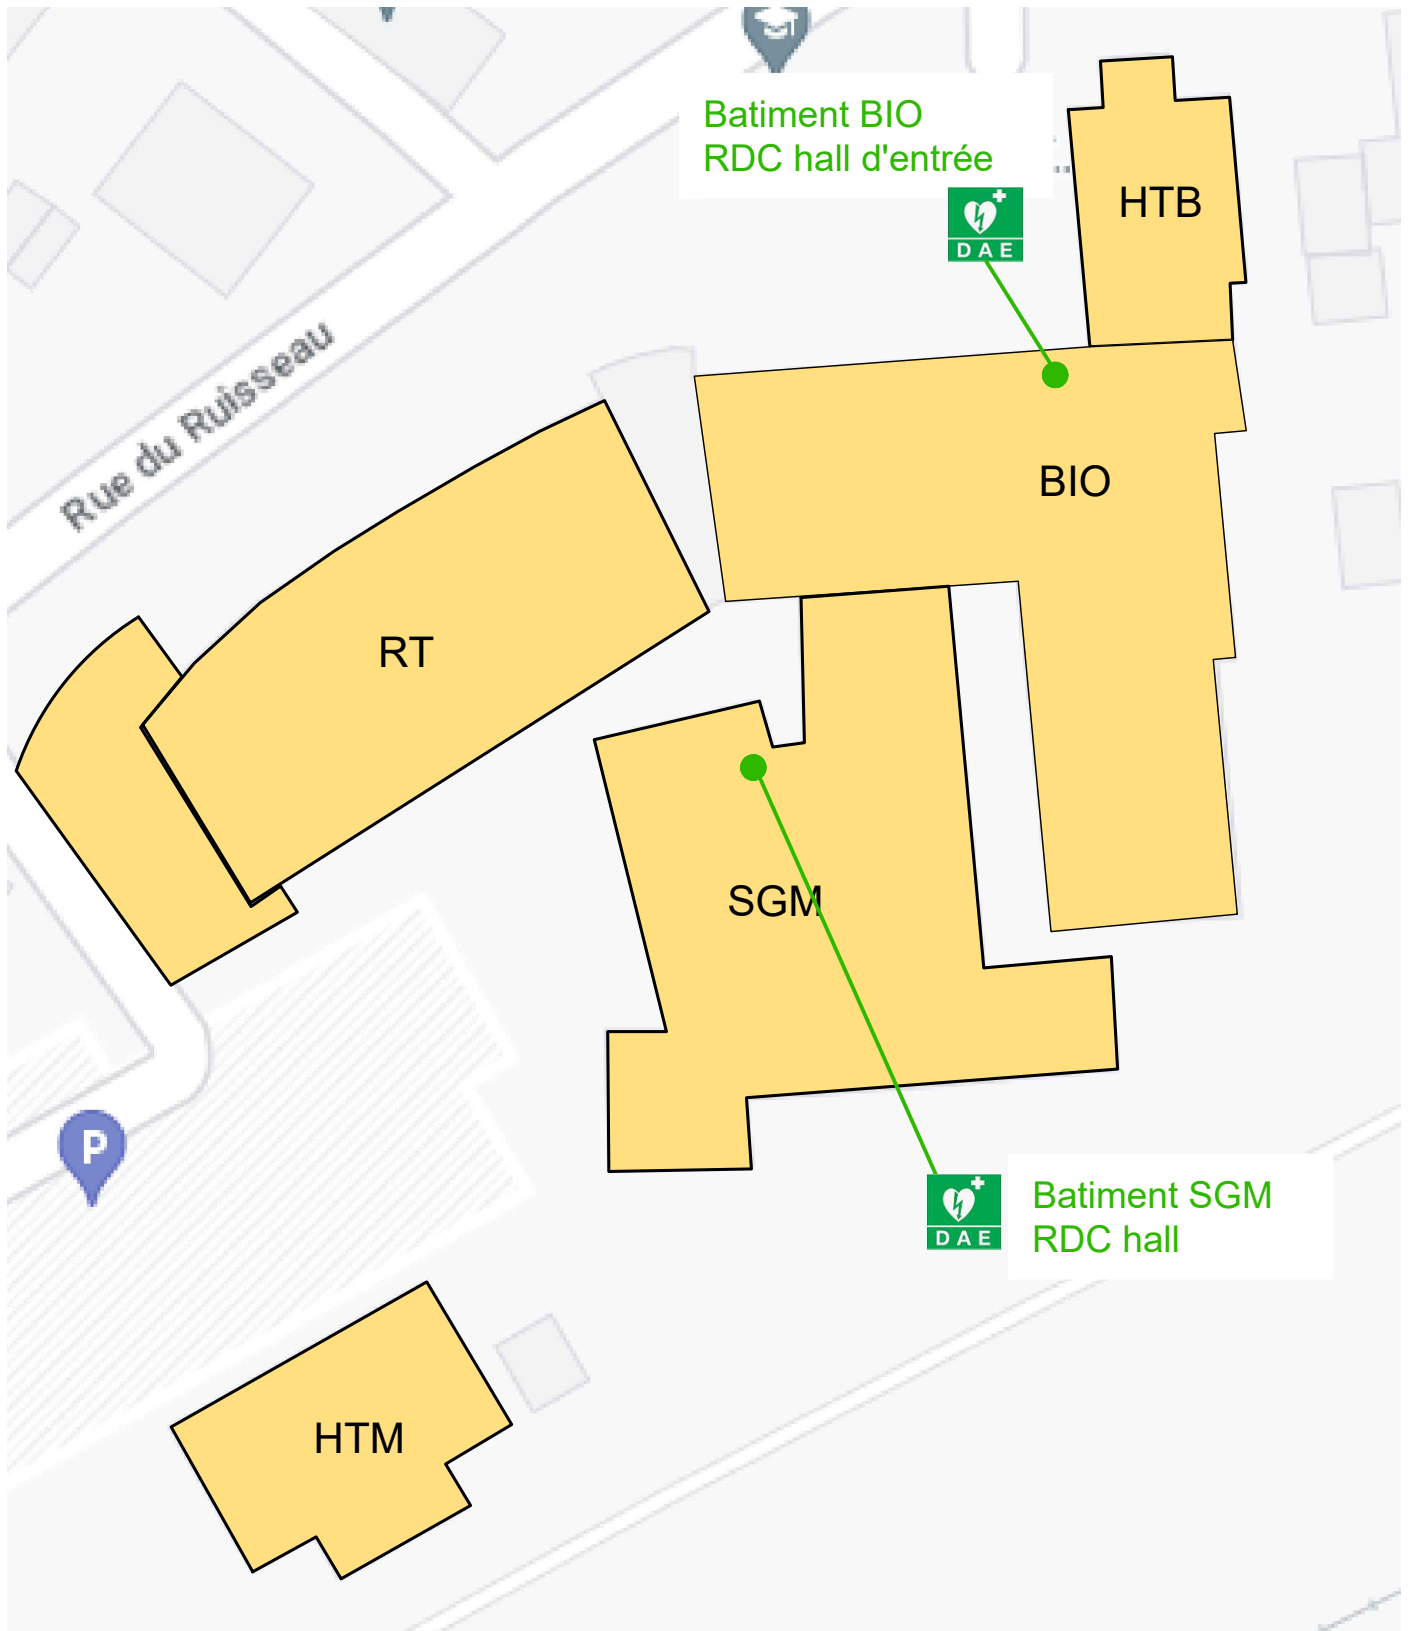 Batiment BIO
RDC hall d'entrée
DAE
HTB
Rue du Ruisseau
BIO
RT
SGM
P
DAE
Batiment SGM
RDC hall
HTM